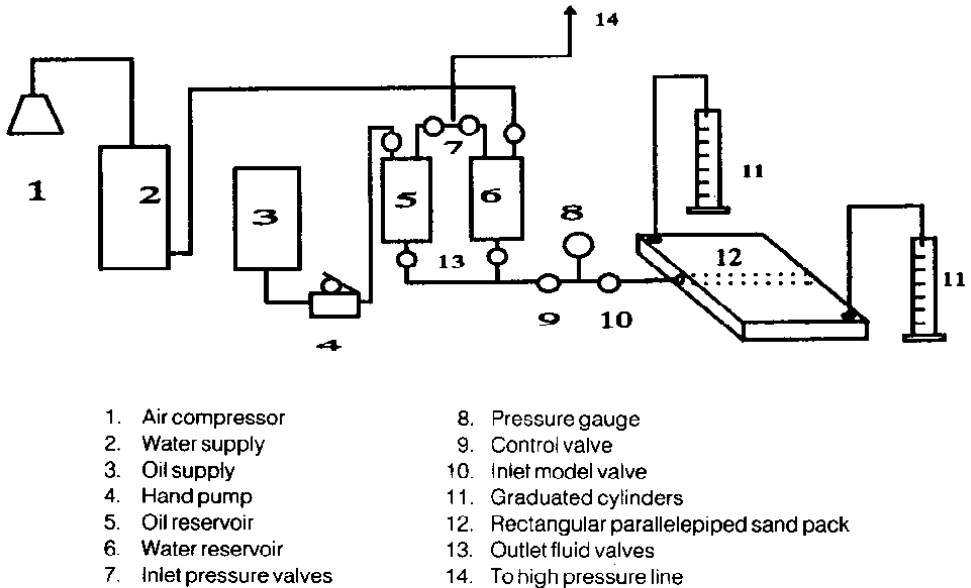 14
1
2
3
4
5
6
7
8
9
10
11
11
12
13
1. Air compressor
2. Water supply
3. Oil supply
4. Hand pump
5. Oil reservoir
6. Water reservoir
7. Inlet pressure valves
8. Pressure gauge
9. Control valve
10. Inlet model valve
11. Graduated cylinders
12. Rectangular parallelepiped sand pack
13. Outlet fluid valves
14. To high pressure line